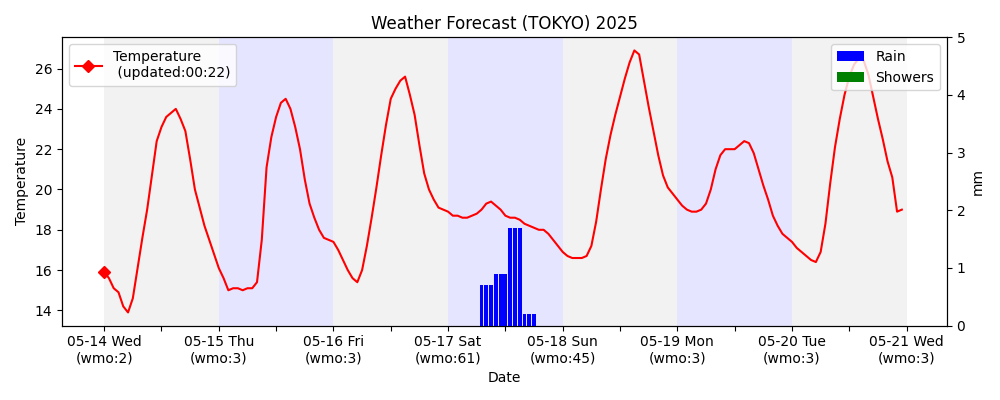 Weather Forecast (TOKYO) 2025
Temperature
(updated:00:22)
Rain
Showers
Temperature
26
24
22
20
18
16
14
5
4
3
2
1
0
mm
05-14 Wed
(wmo:2)
05-15 Thu
(wmo:3)
05-16 Fri
(wmo:3)
05-17 Sat
(wmo:61)
05-18 Sun
(wmo:45)
05-19 Mon
(wmo:3)
05-20 Tue
(wmo:3)
05-21 Wed
(wmo:3)
Date